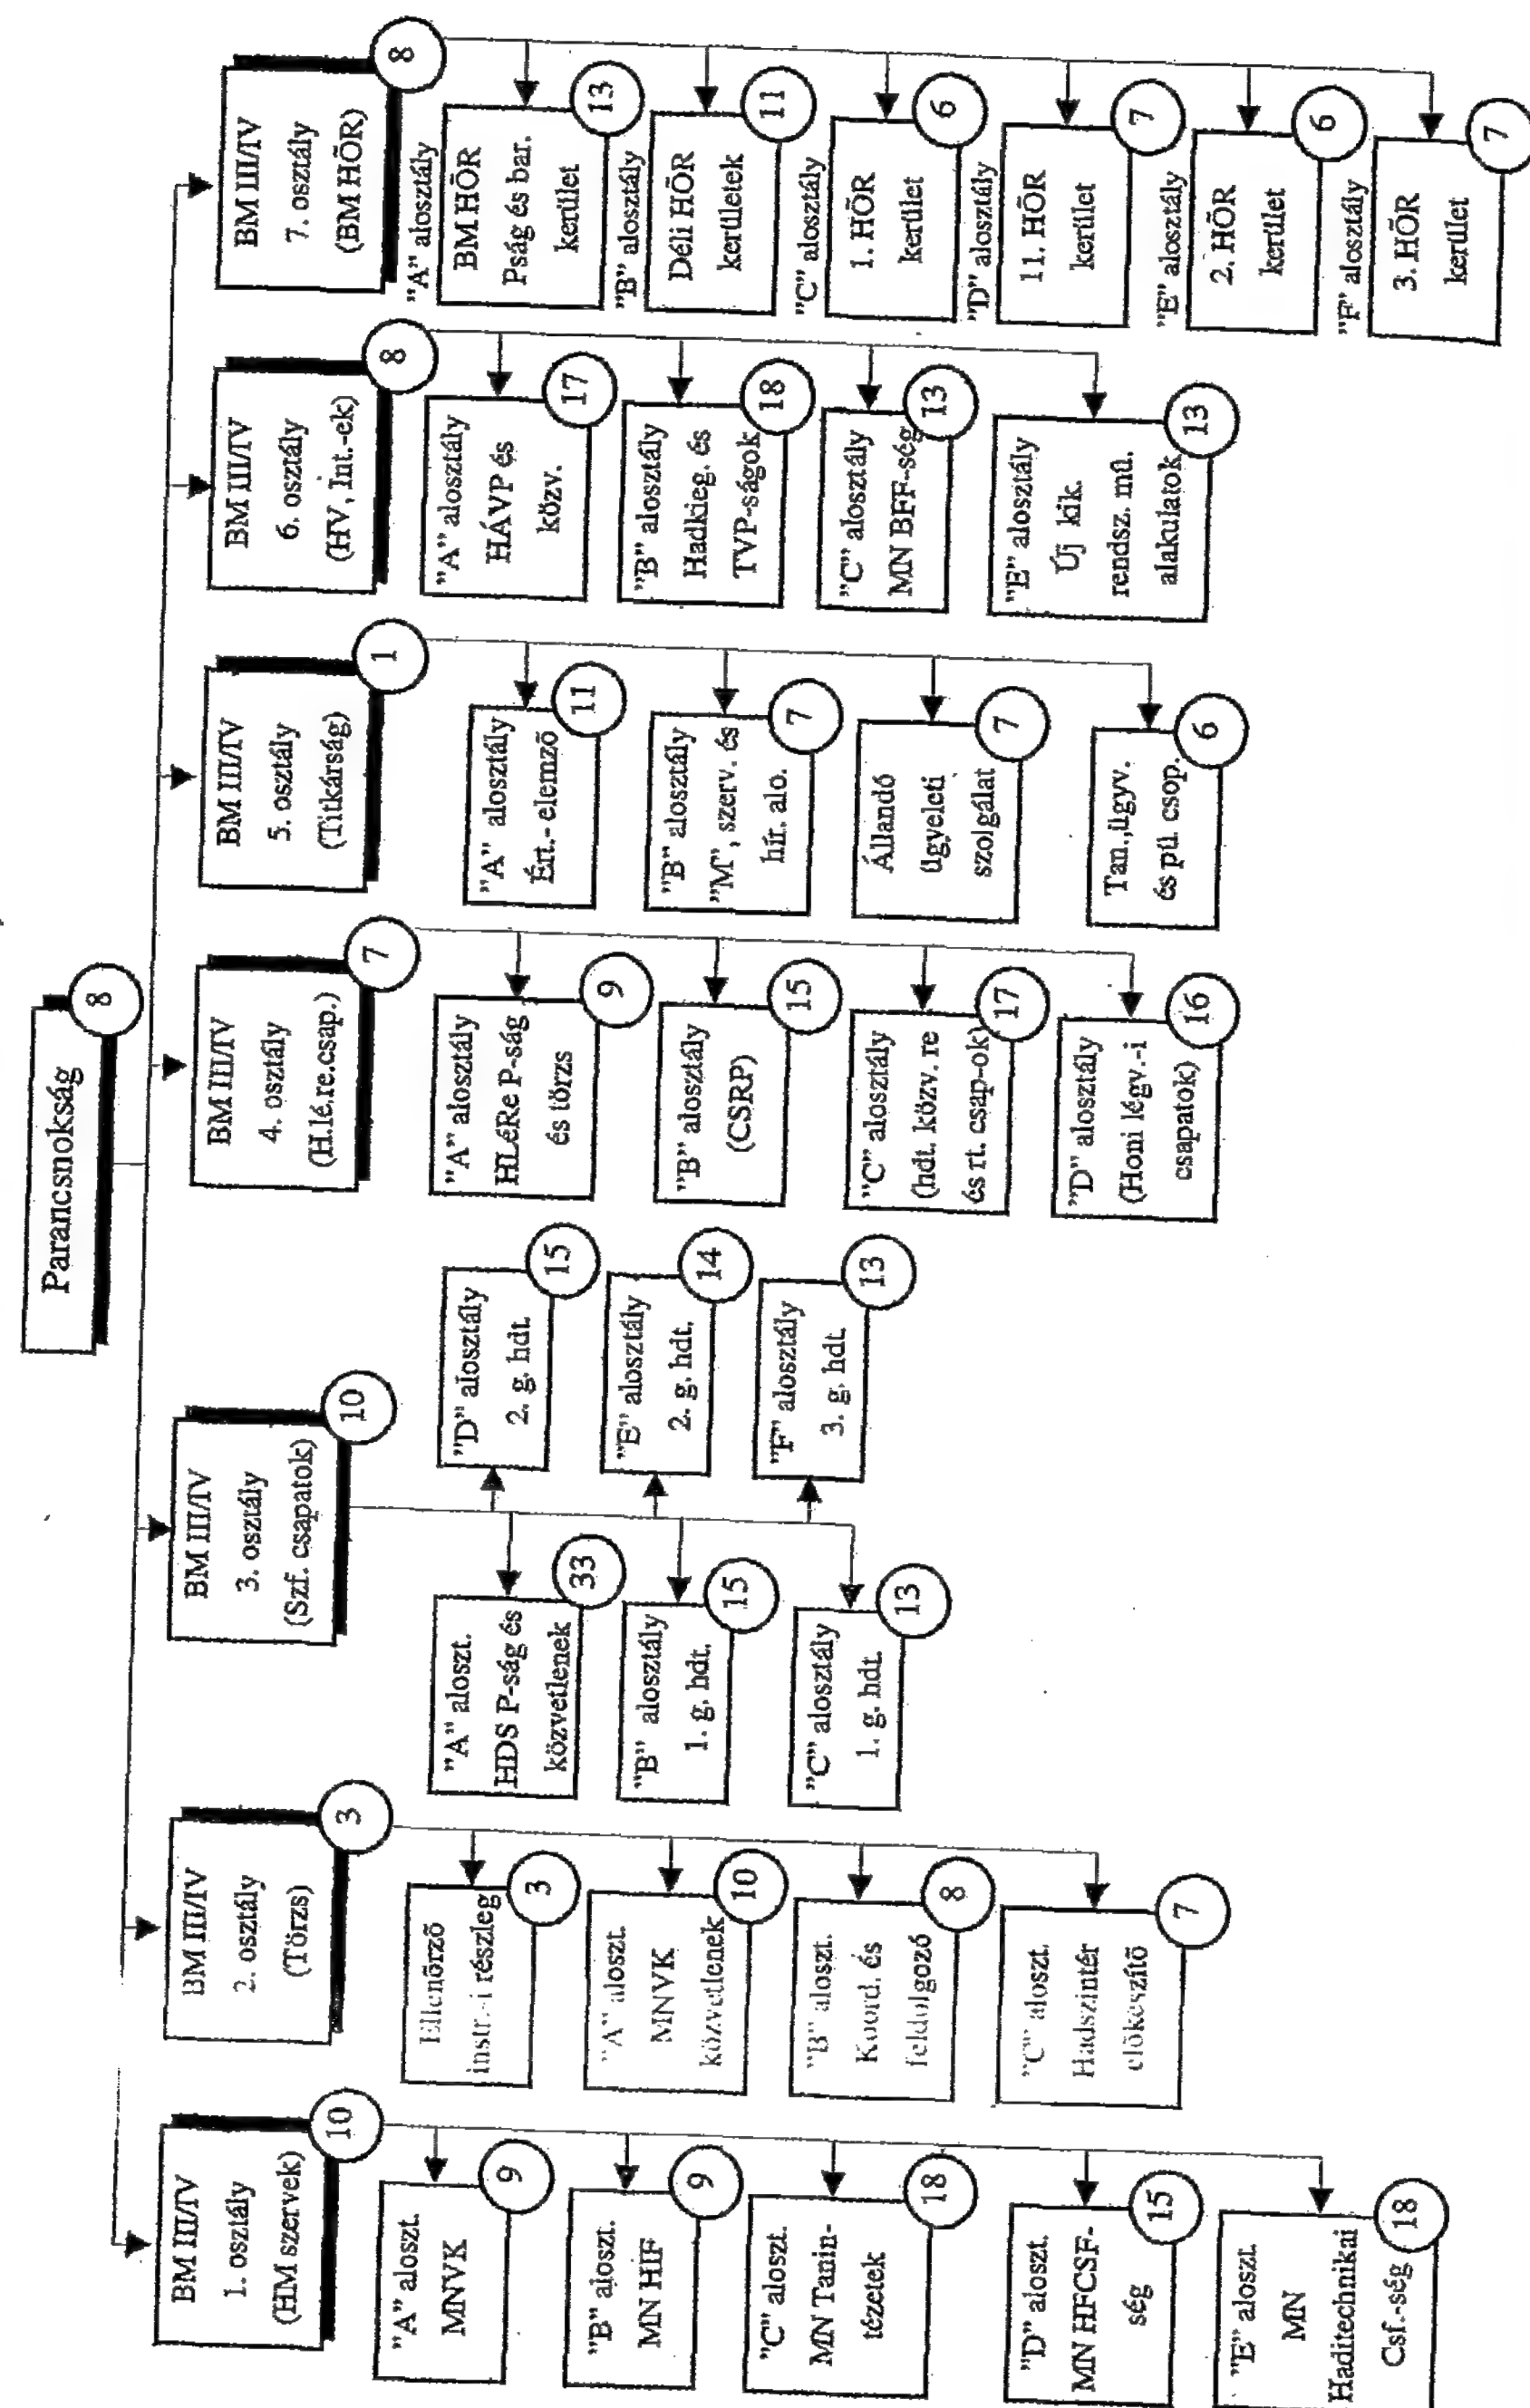 Parancsnokság
8
BM III/IV
1. osztály
(HM szervek)
10
"A" aloszt.
MNVK
9
"B" aloszt.
MN HIF
9
"C" aloszt.
MN Tanin-
tézetek
18
"D" aloszt.
MN HFCSF-
ség
15
"E" aloszt.
MN
Haditechnikai
Csf.-ség
18
BM III/IV
2. osztály
(Törzs)
3
Ellenőrző
instr.-i részleg
3
"A" aloszt.
MNVK
közvetlenek
10
"B" aloszt.
Koord. és
feldolgozó
8
"C" aloszt.
Hadszintér
előkészítő
7
BM III/IV
3. osztály
(Szf. csapatok)
10
"A" aloszt.
HDS P-ság és
közvetlenek
33
"B" alosztály
1. g. hdt.
15
"C" alosztály
1. g. hdt.
13
"D" alosztály
2. g. hdt.
15
"E" alosztály
2. g. hdt.
14
"F" alosztály
3. g. hdt.
13
BM III/IV
4. osztály
(H.lé.re.csap.)
7
"A" alosztály
HLéRe P-ság
és törzs
9
"B" alosztály
(CSRP)
15
"C" alosztály
(hdt. közv. re
és rt. csap-ok)
17
"D" alosztály
(Honi légv.-i
csapatok)
16
BM III/IV
5. osztály
(Titkárság)
1
"A" alosztály
Ért.- elemző
11
"B" alosztály
"M", szerv. és
hír. alo.
7
Állandó
ügyeleti
szolgálat
7
Tan.,ügyv.
és pü. csop.
6
BM III/IV
6. osztály
(HV, Int.-ek)
8
"A" alosztály
HÁVP és
közv.
17
"B" alosztály
Hadkieg. és
TVP-ságok
18
"C" alosztály
MN BFF-ség
13
"E" alosztály
Új kik.
rendsz. mű.
alakulatok
13
BM III/IV
7. osztály
(BM HŐR)
8
"A" alosztály
BM HŐR
Pság és bar.
kerület
13
"B" alosztály
Déli HŐR
kerületek
11
"C" alosztály
1. HŐR
kerület
6
"D" alosztály
11. HŐR
kerület
7
"E" alosztály
2. HŐR
kerület
6
"F" alosztály
3. HŐR
kerület
7